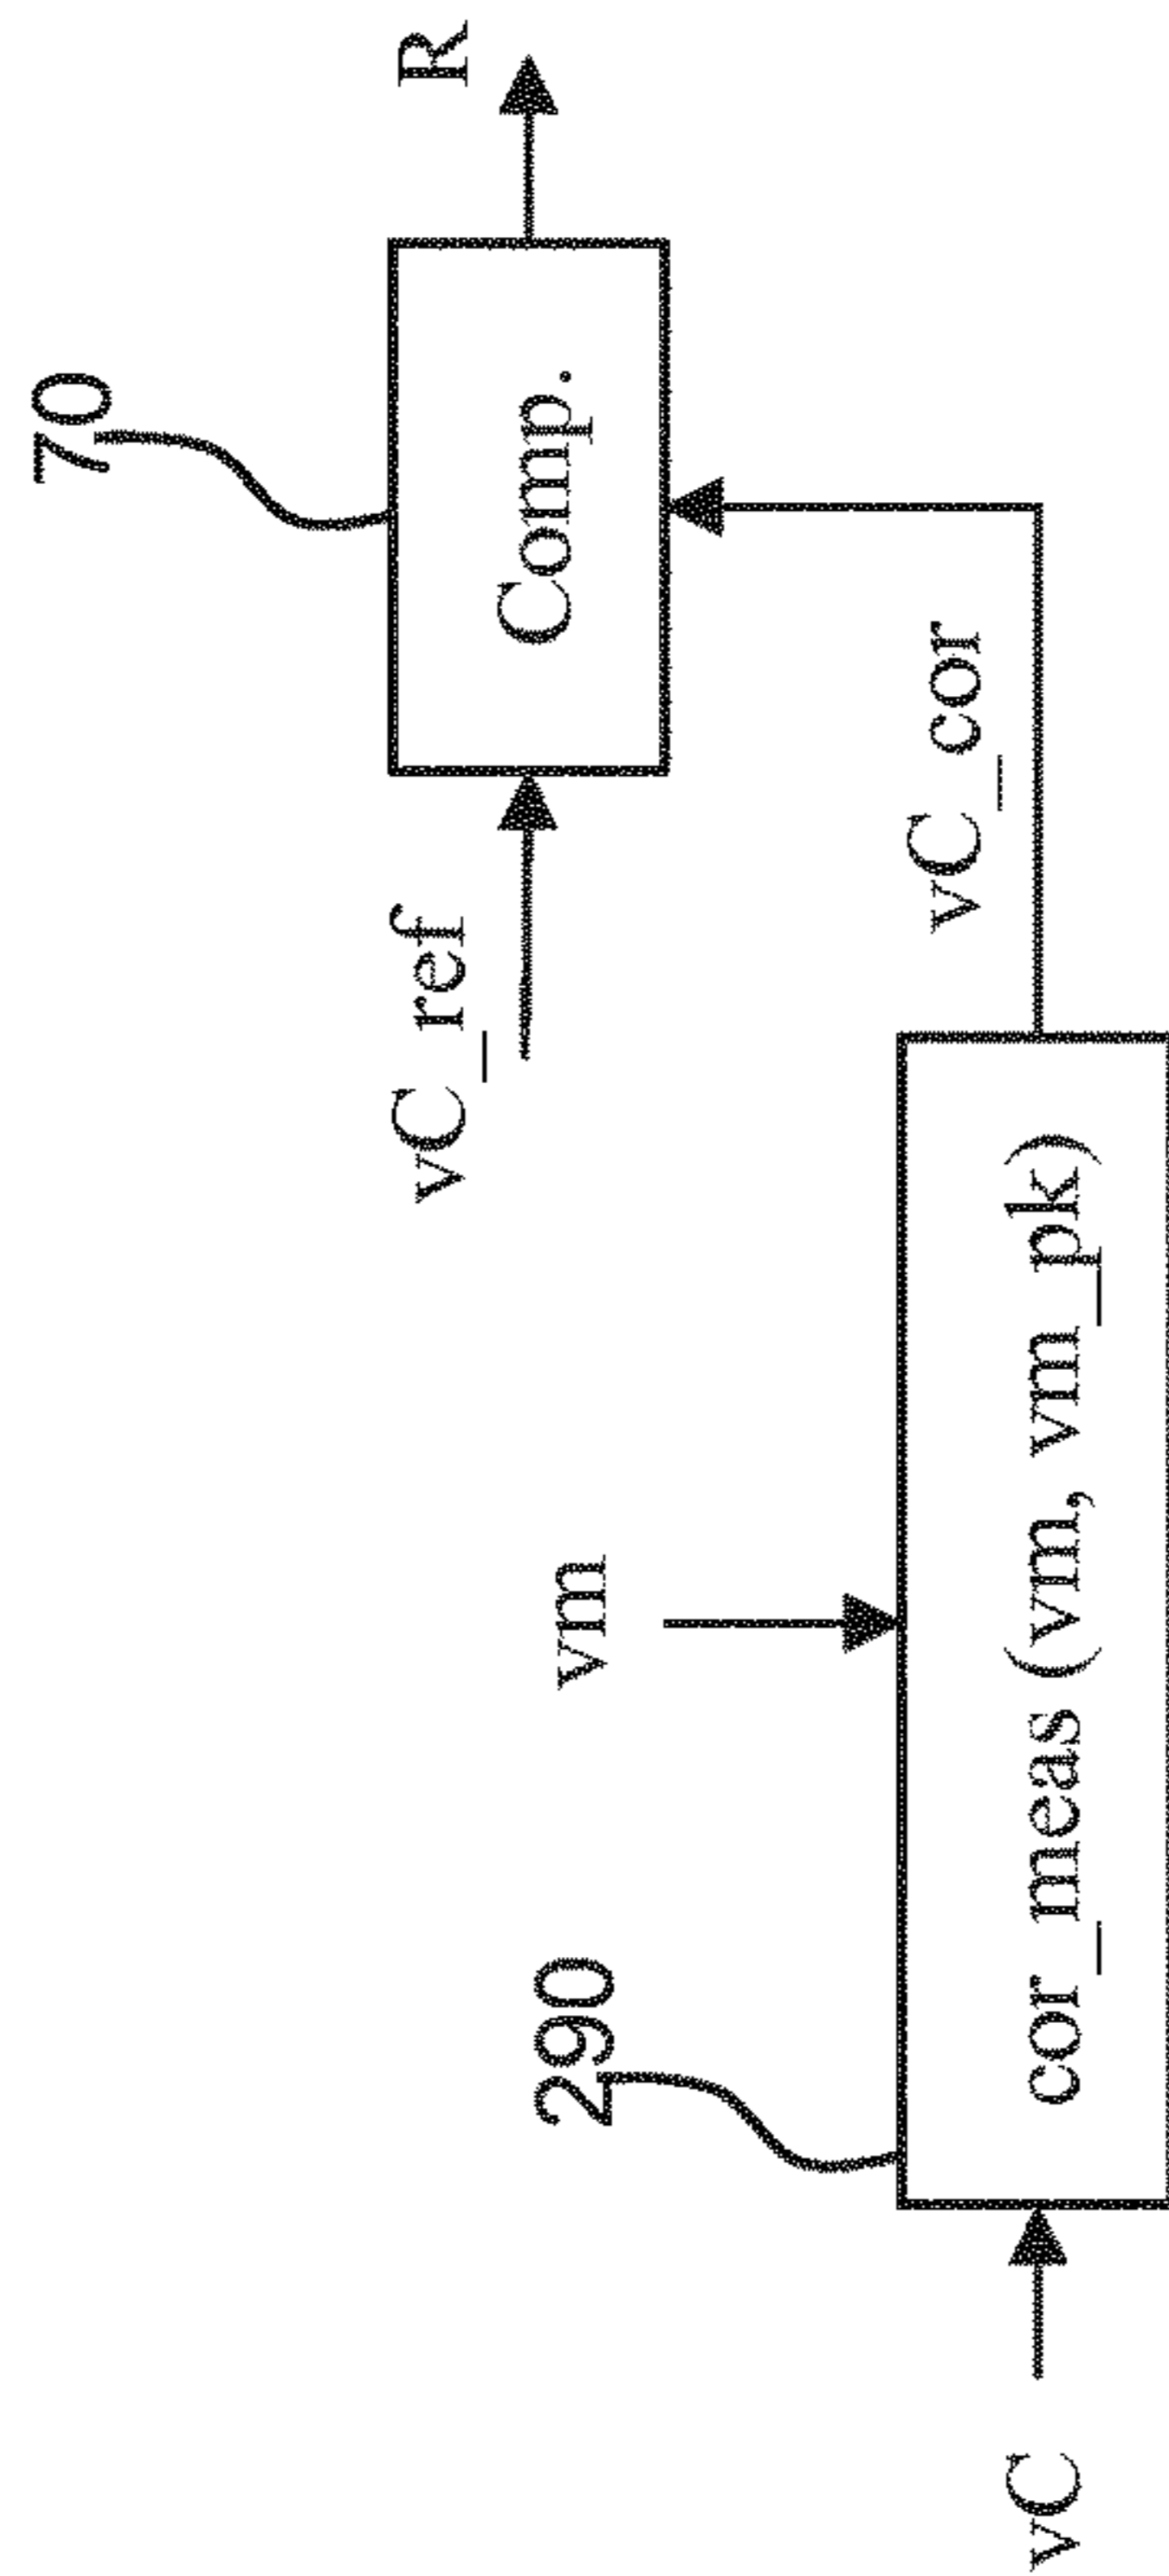 70
R
vC_ref
Comp.
290
vm
vC_cor
vC
cor_meas (vm, vm_pk)